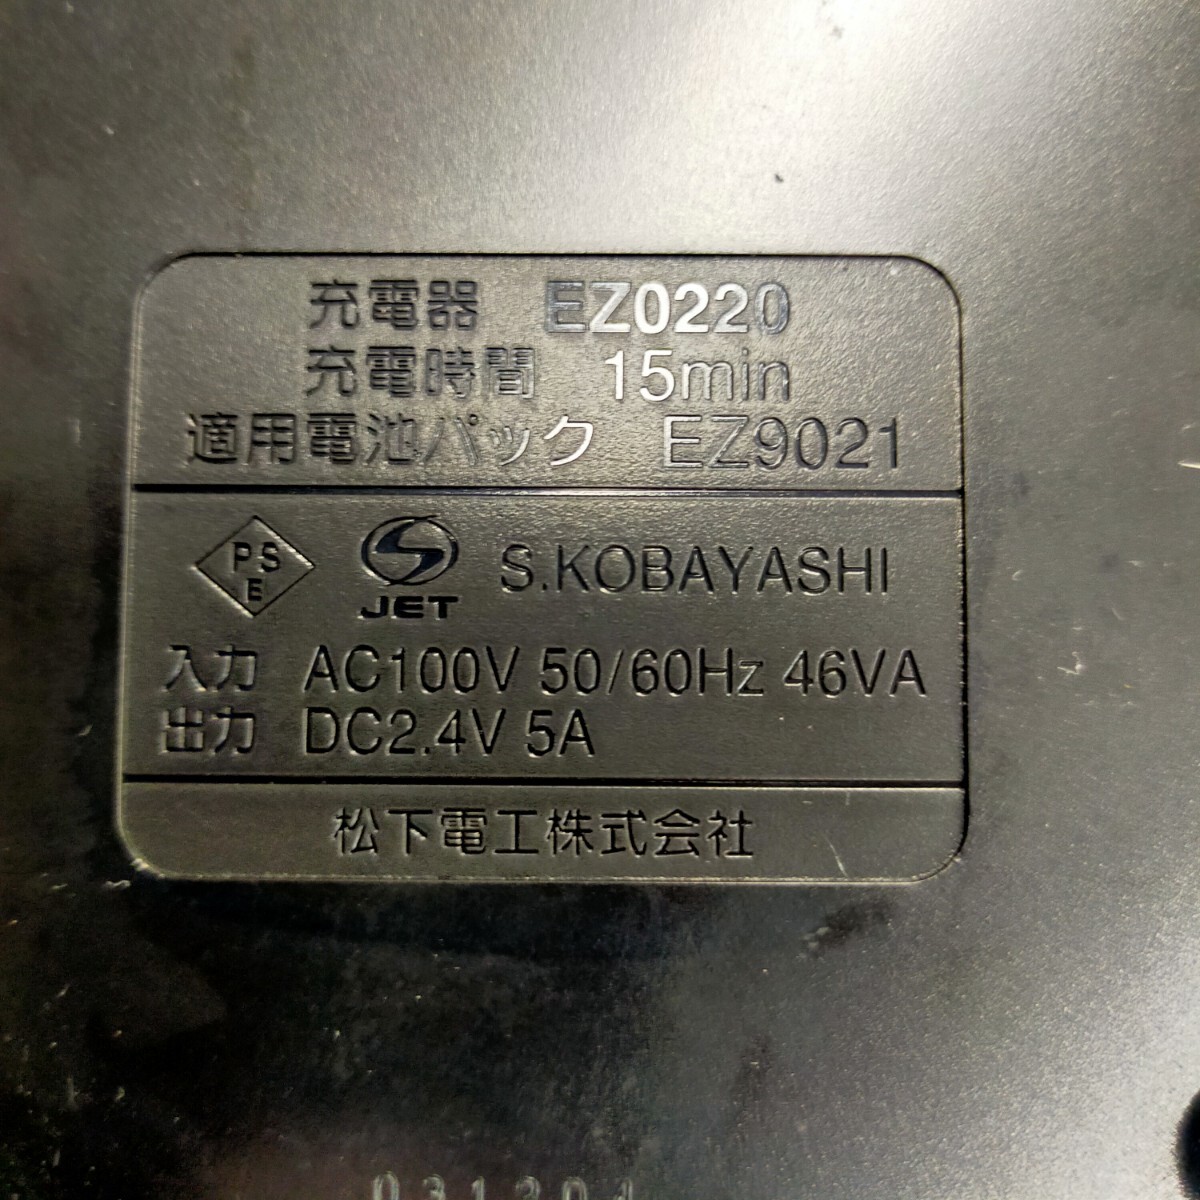 充電器 EZ0220
充電時間 15min
適用電池パック EZ9021
PS
E
JET
S.KOBAYASHI
入力 AC100V 50/60Hz 46VA
出力 DC2.4V 5A
松下電工株式会社